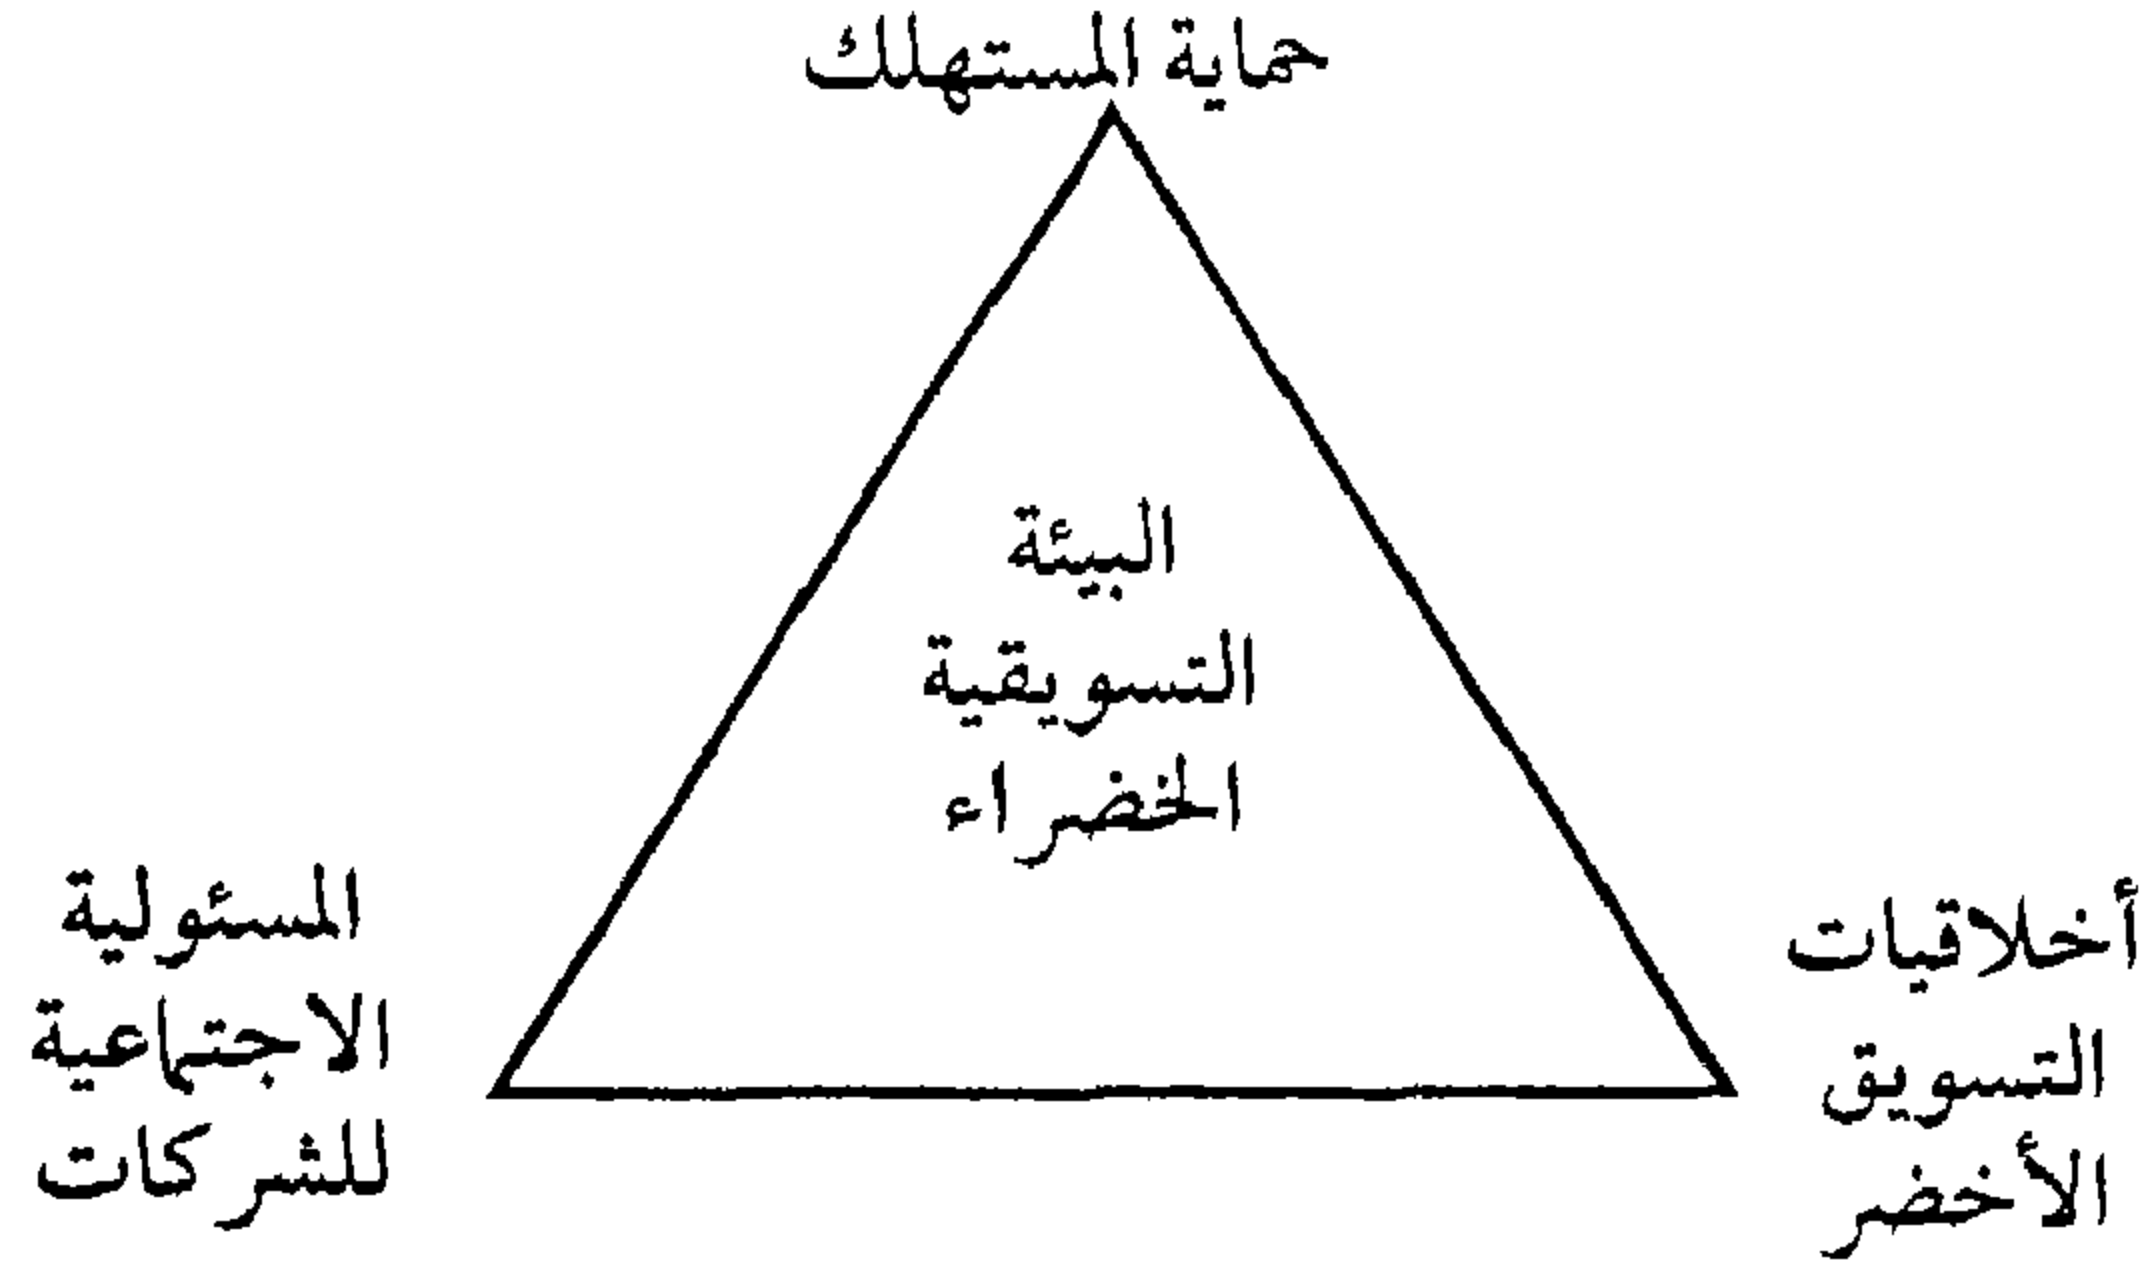 حماية المستهلك
البيئة
التسويقية
الخضراء
أخلاقيات
التسويق
الأخضر
المسئولية
الاجتماعية
للشركات